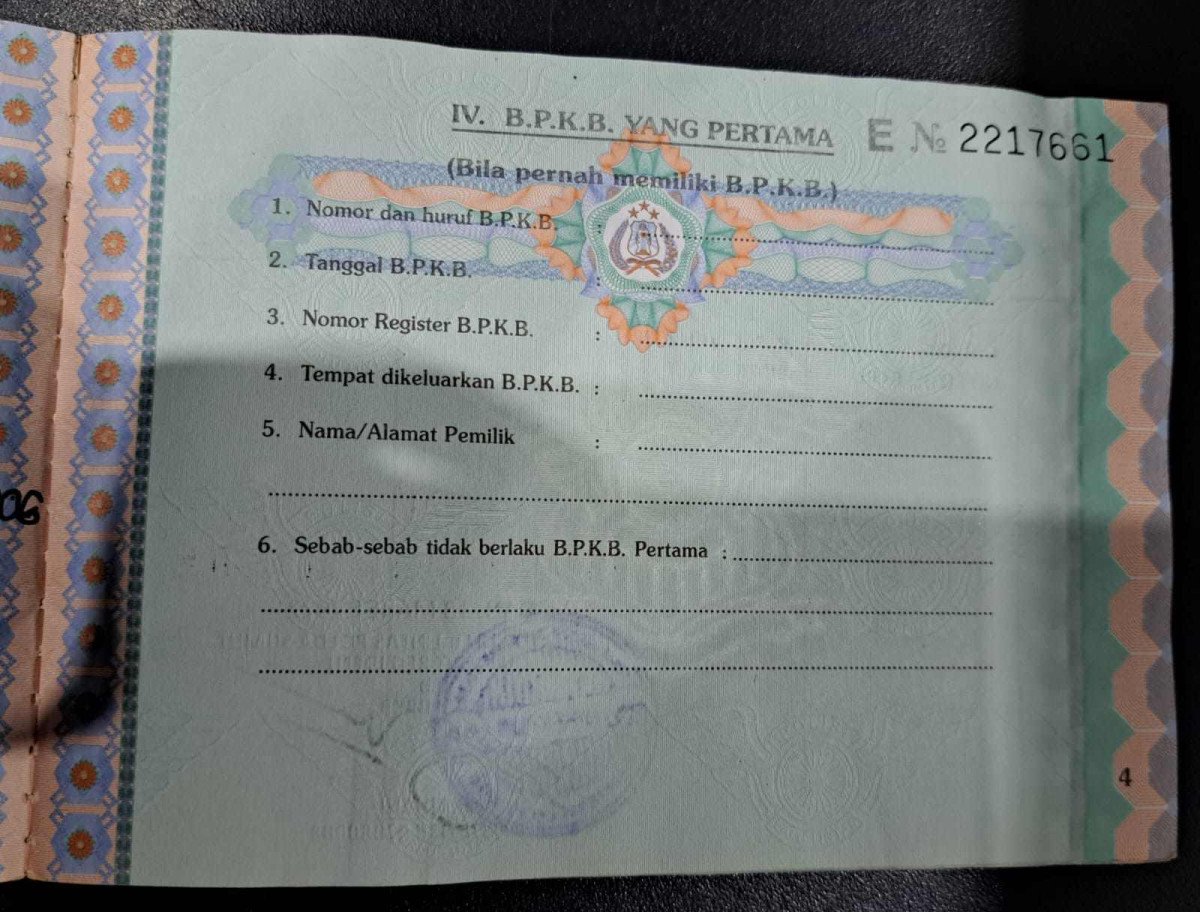 IV. B.P.K.B. YANG PERTAMA E № 2217661
(Bila pernah memiliki B.P.K.B.)
1. Nomor dan huruf B.P.K.B. :
2. Tanggal B.P.K.B. :
3. Nomor Register B.P.K.B. :
4. Tempat dikeluarkan B.P.K.B. :
5. Nama/Alamat Pemilik :
6. Sebab-sebab tidak berlaku B.P.K.B. Pertama :
4